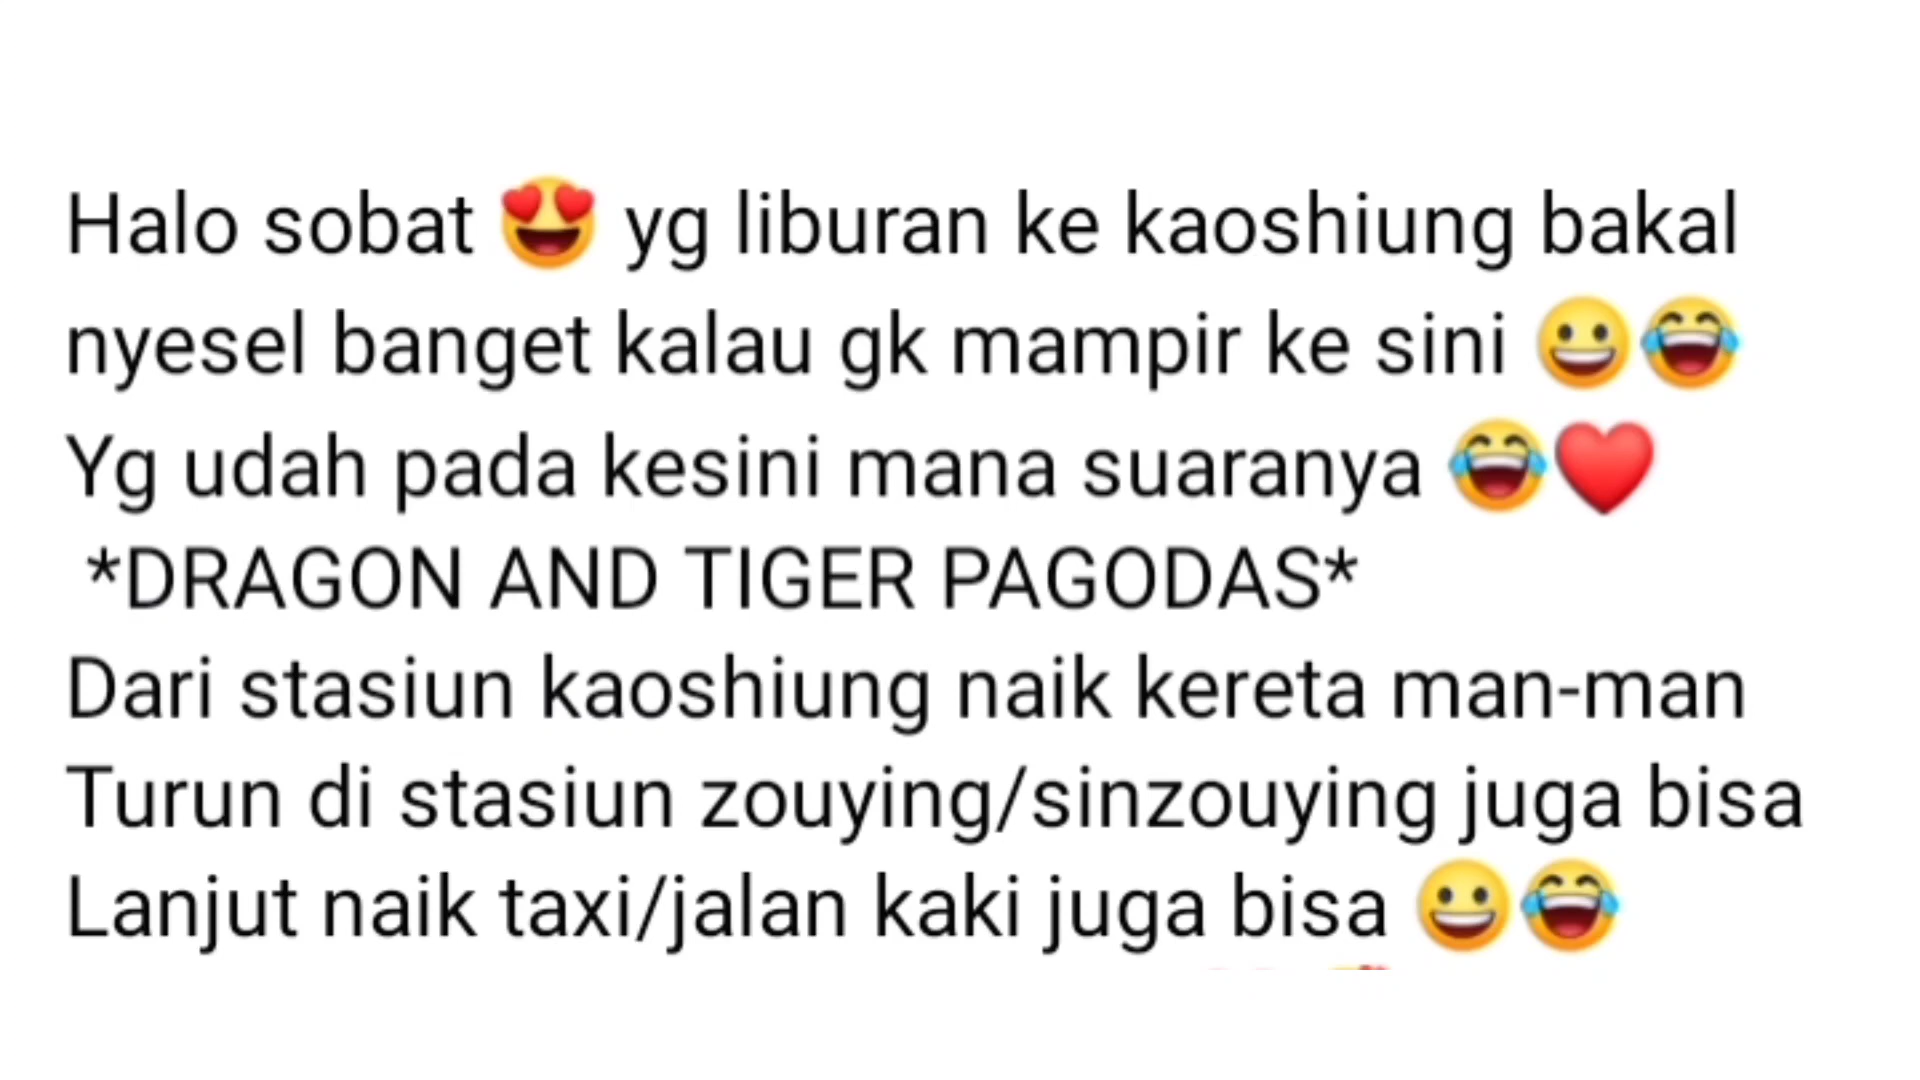 Halo sobat 😍 yg liburan ke kaoshiung bakal
nyesel banget kalau gk mampir ke sini 😀😂
Yg udah pada kesini mana suaranya 😂❤️
*DRAGON AND TIGER PAGODAS*
Dari stasiun kaoshiung naik kereta man-man
Turun di stasiun zouying/sinzouying juga bisa
Lanjut naik taxi/jalan kaki juga bisa 😀😂